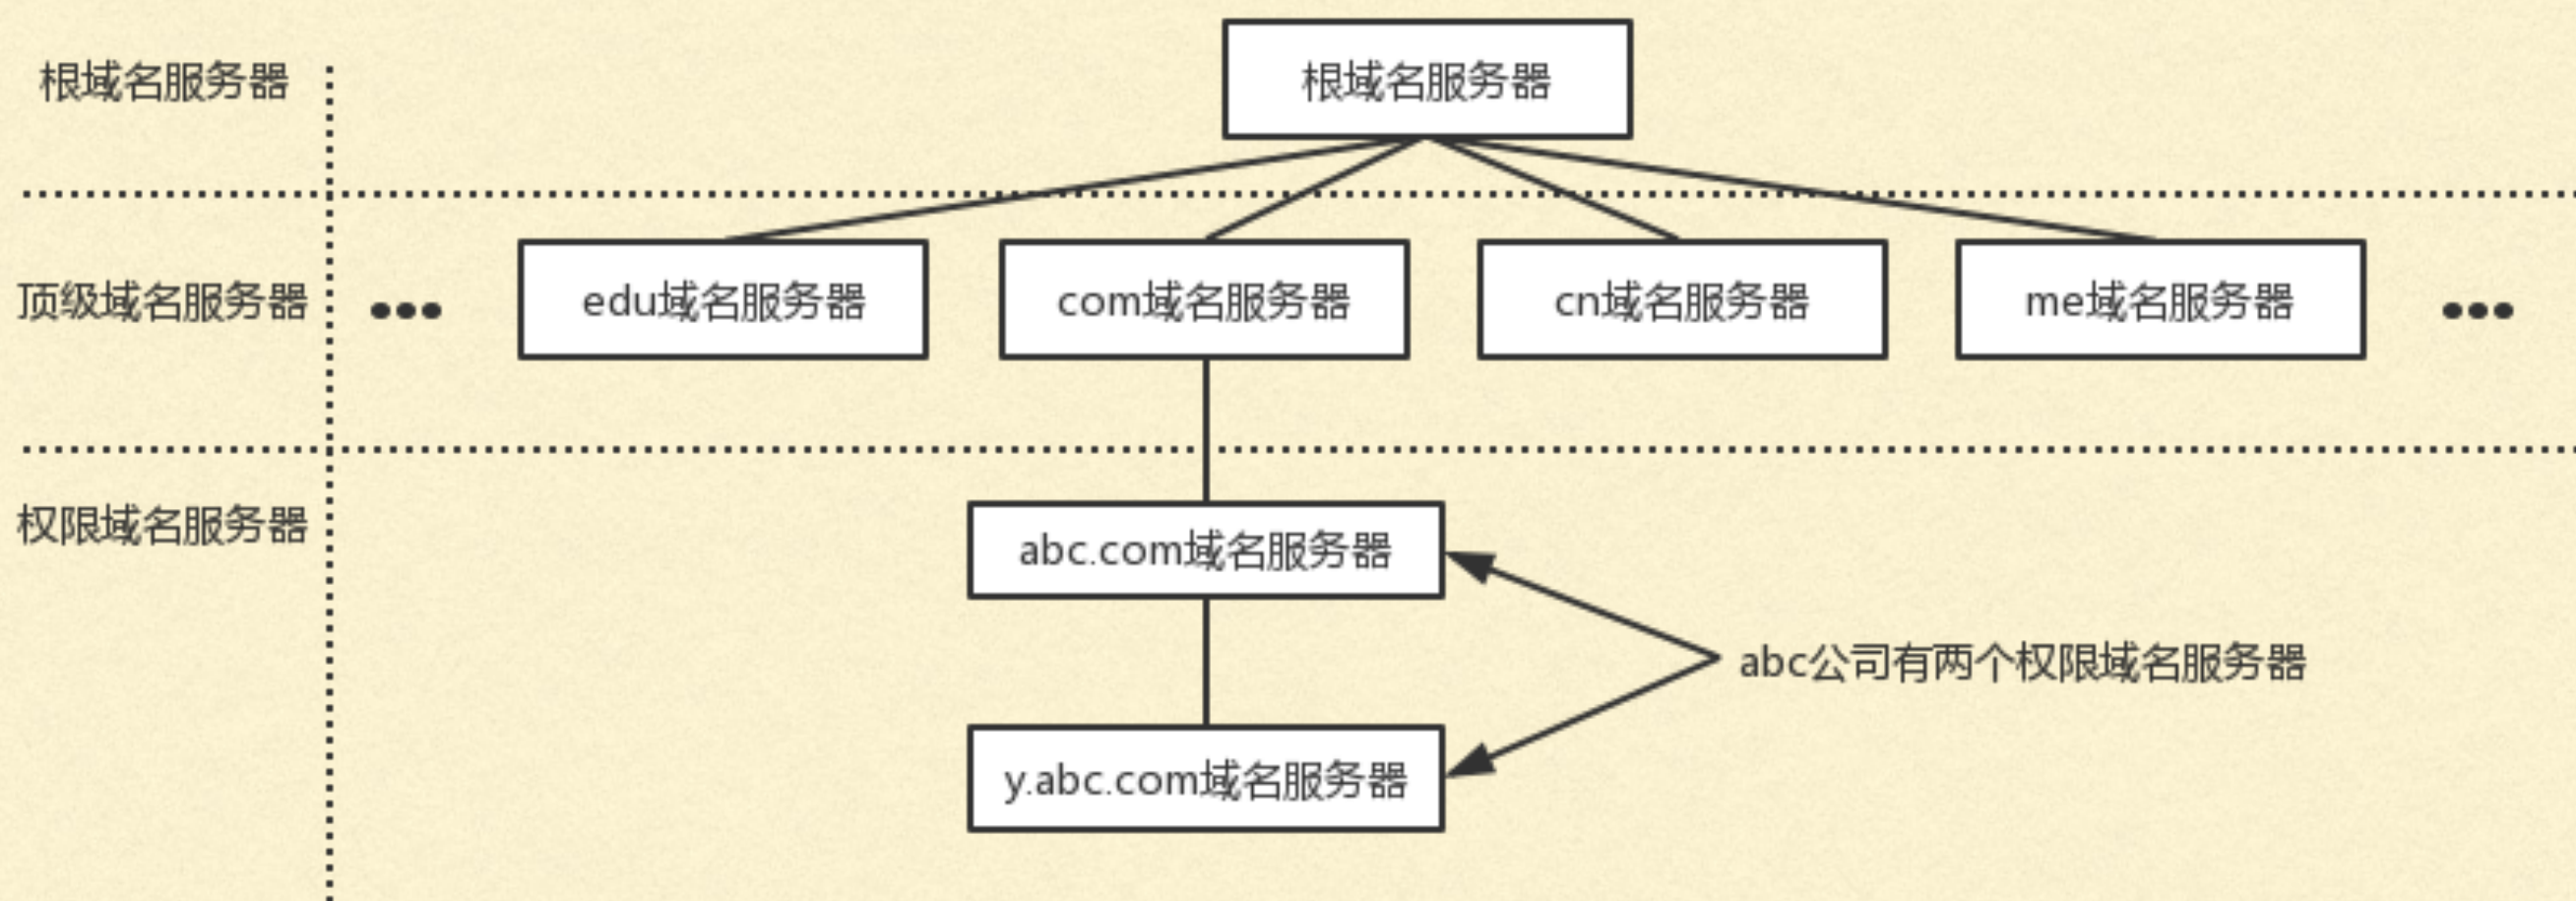 根域名服务器
根域名服务器
顶级域名服务器
•••
edu域名服务器
com域名服务器
cn域名服务器
me域名服务器
•••
权限域名服务器
abc.com域名服务器
abc公司有两个权限域名服务器
y.abc.com域名服务器